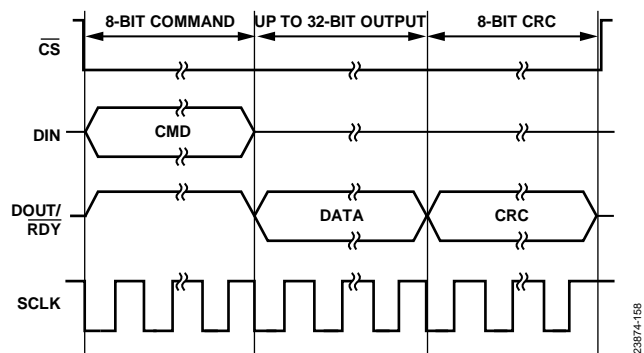 8-BIT COMMAND UP TO 32-BIT OUTPUT 8-BIT CRC
CS
DIN
CMD
DOUT/
RDY
DATA
CRC
SCLK
23874-158